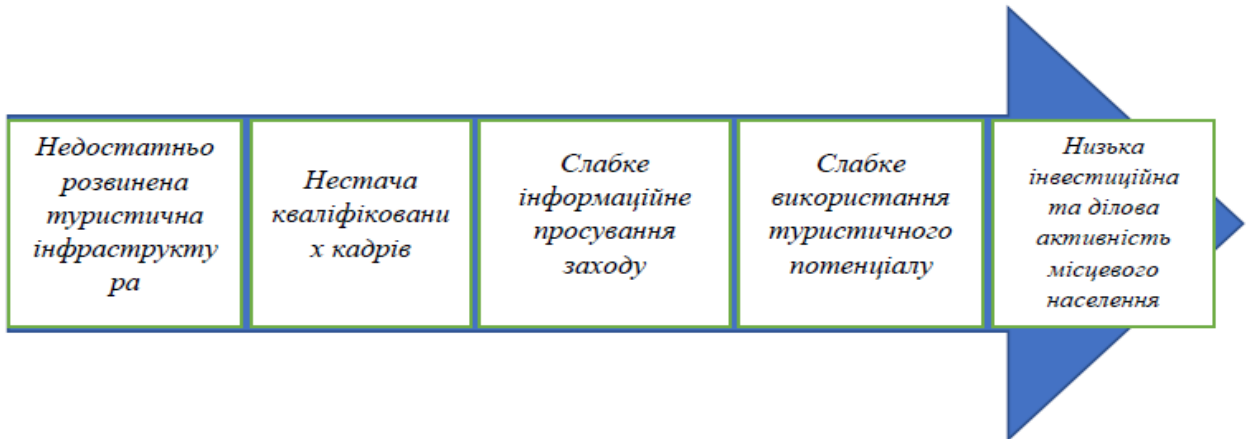 Недостатньо
розвинена
туристична
інфраструкту
ра
Нестача
кваліфіковани
х кадрів
Слабке
інформаційне
просування
заходу
Слабке
використання
туристичного
потенціалу
Низька
інвестиційна
та ділова
активність
місцевого
населення